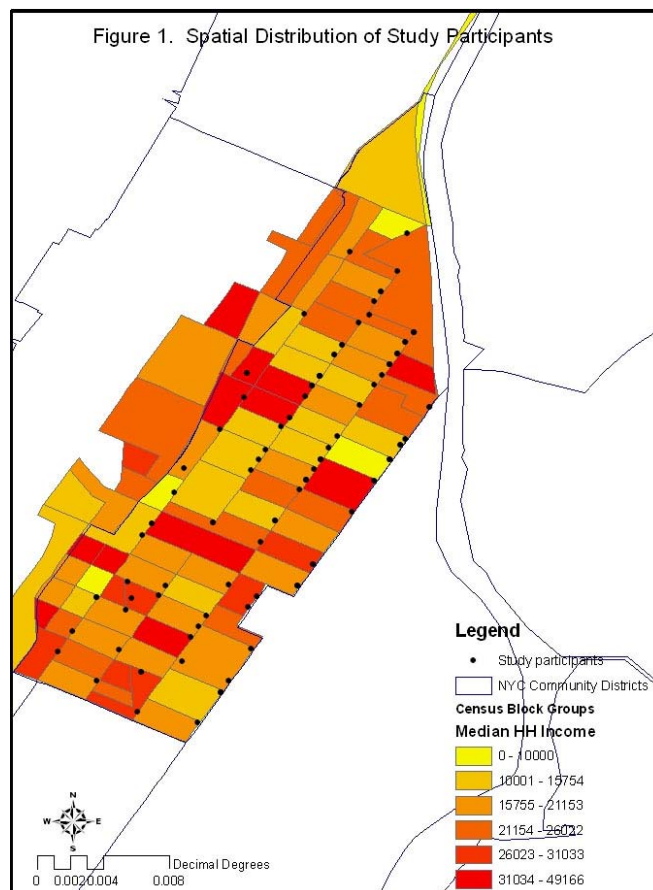 Figure 1. Spatial Distribution of Study Participants
Legend
Study participants
NYC Community Districts
Census Block Groups
Median HH Income
0 - 10000
10001 - 15754
15755 - 21153
21154 - 26022
26023 - 31033
31034 - 49166
N
W E
S
Decimal Degrees
0 0.0020.004 0.008